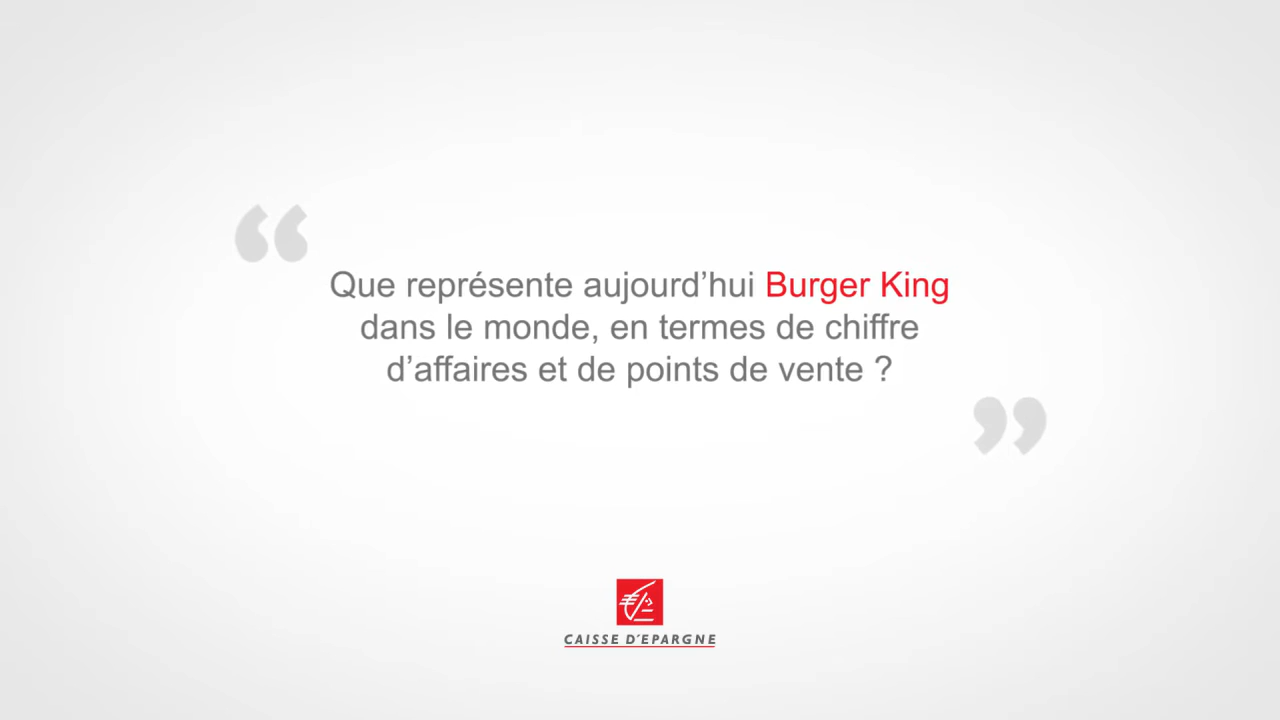 Que représente aujourd’hui Burger King
dans le monde, en termes de chiffre
d’affaires et de points de vente ?
CAISSE D’EPARGNE